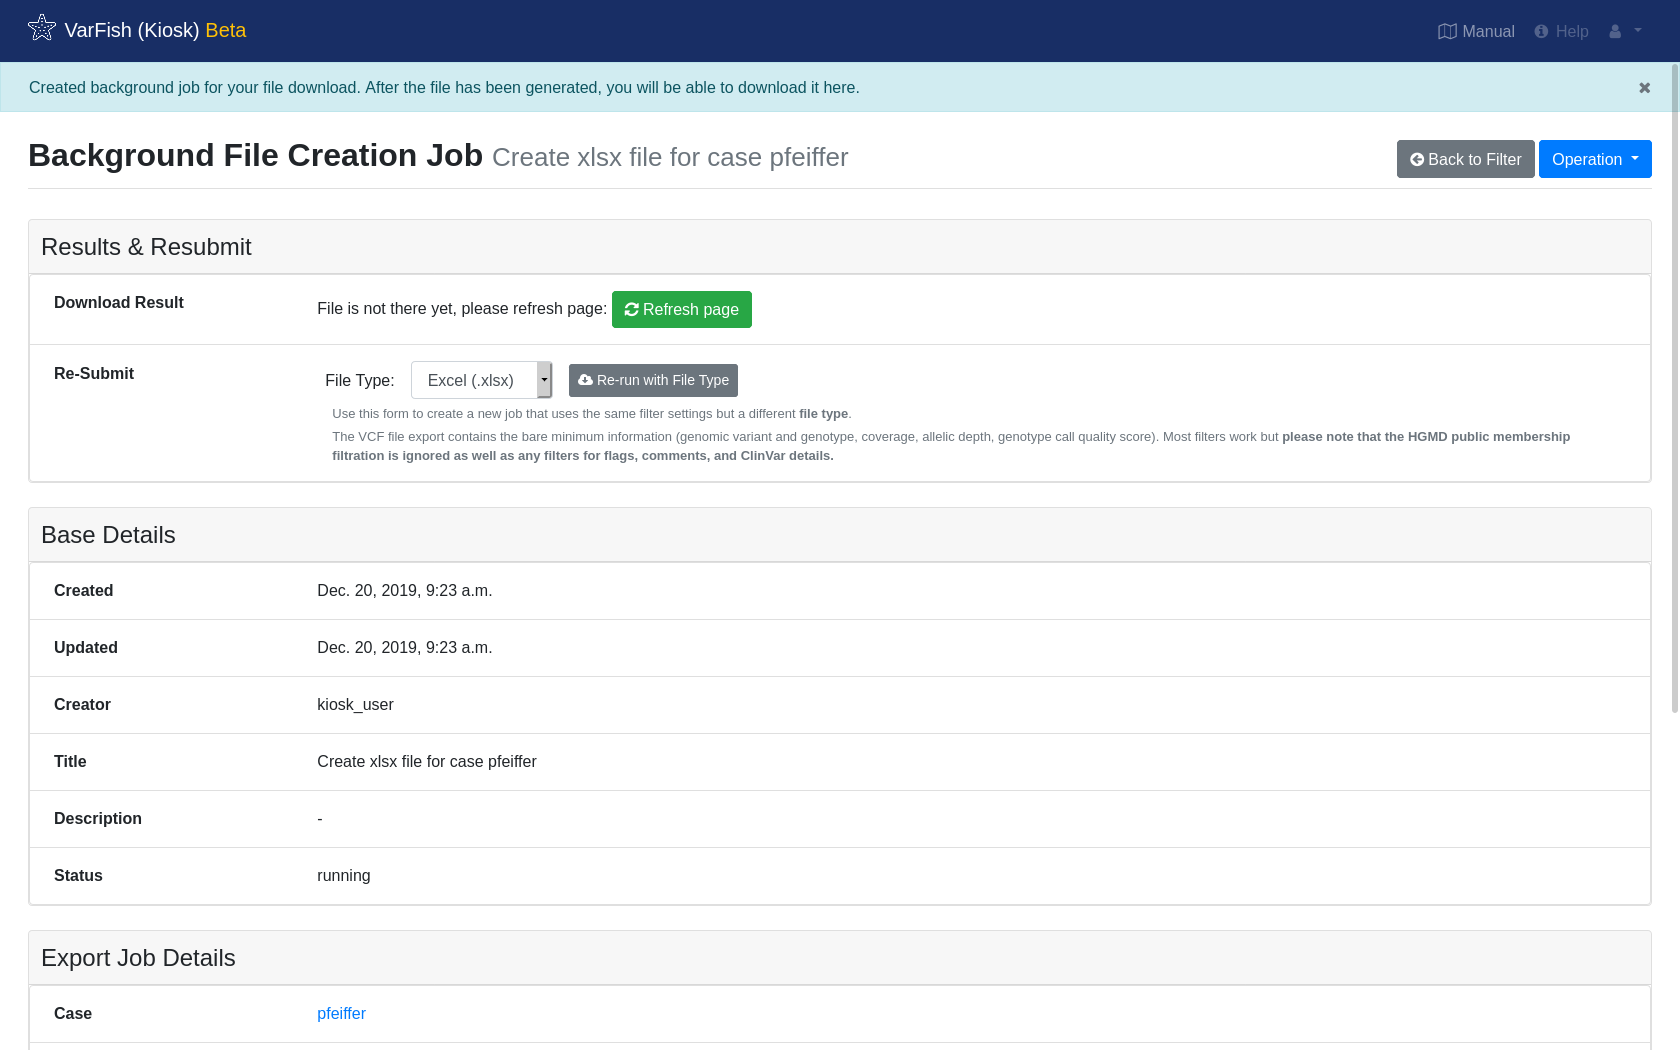 VarFish (Kiosk) Beta
Manual
Help
Created background job for your file download. After the file has been generated, you will be able to download it here.
Background File Creation Job Create xlsx file for case pfeiffer
Back to Filter
Operation
Results & Resubmit
Download Result
File is not there yet, please refresh page: Refresh page
Re-Submit
File Type: Excel (.xlsx) Re-run with File Type
Use this form to create a new job that uses the same filter settings but a different file type.
The VCF file export contains the bare minimum information (genomic variant and genotype, coverage, allelic depth, genotype call quality score). Most filters work but please note that the HGMD public membership
filtration is ignored as well as any filters for flags, comments, and ClinVar details.
Base Details
Created Dec. 20, 2019, 9:23 a.m.
Updated Dec. 20, 2019, 9:23 a.m.
Creator kiosk_user
Title Create xlsx file for case pfeiffer
Description -
Status running
Export Job Details
Case pfeiffer